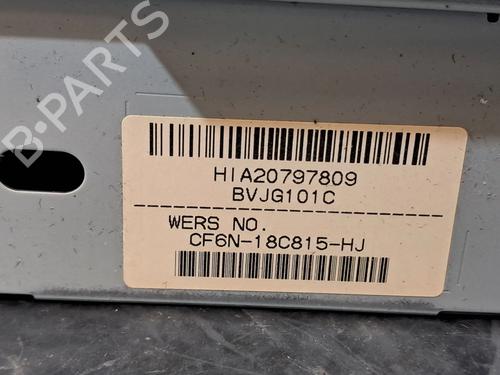 B-PARTS
HIA20797809
BVJG101C
WERS NO.
CF6N-18C815-HJ